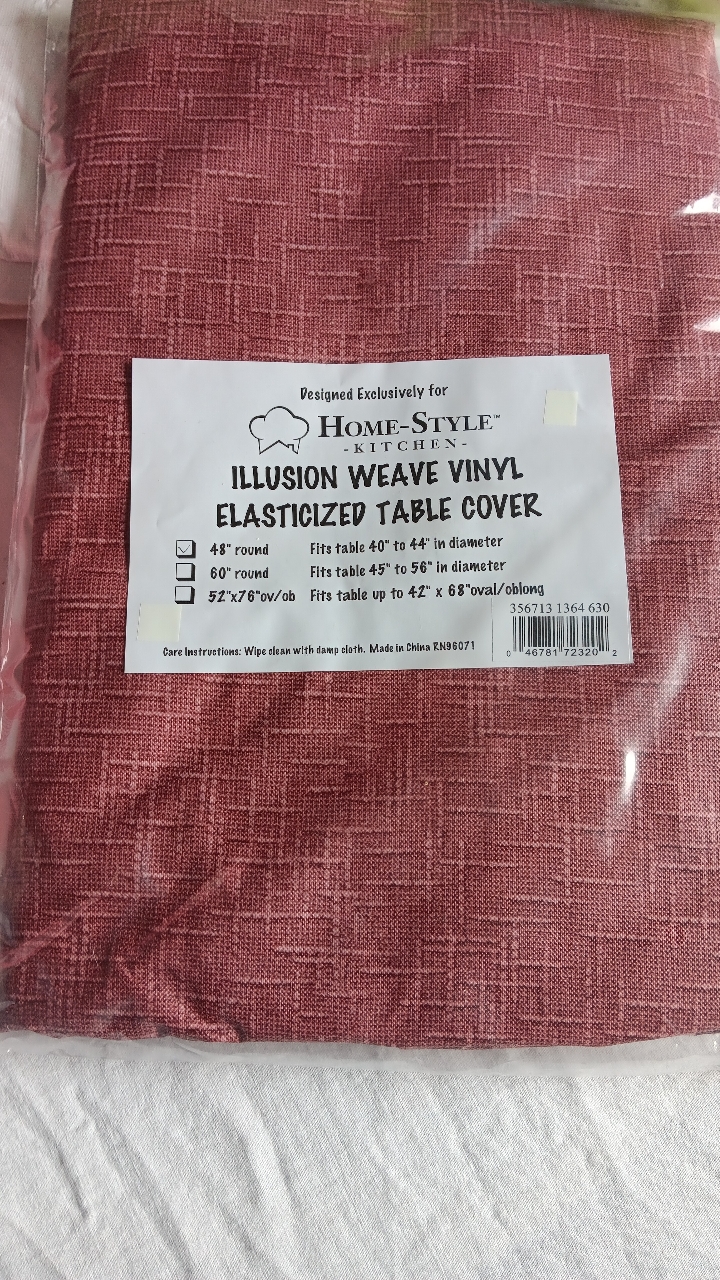 Designed Exclusively for
HOME-STYLE™
-KITCHEN-
ILLUSION WEAVE VINYL
ELASTICIZED TABLE COVER
48" round Fits table 40" to 44" in diameter
60" round Fits table 45" to 56" in diameter
52"x76"ov/ob Fits table up to 42" x 68"oval/oblong
356713 1364 630
Care Instructions: Wipe clean with damp cloth. Made in China RN96071
0 46781 72320 2